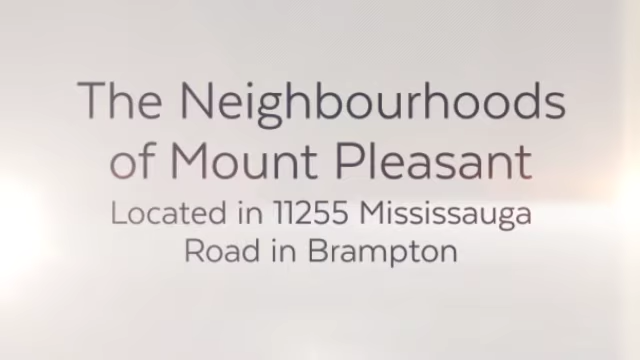 The Neighbourhoods
of Mount Pleasant
Located in 11255 Mississauga
Road in Brampton